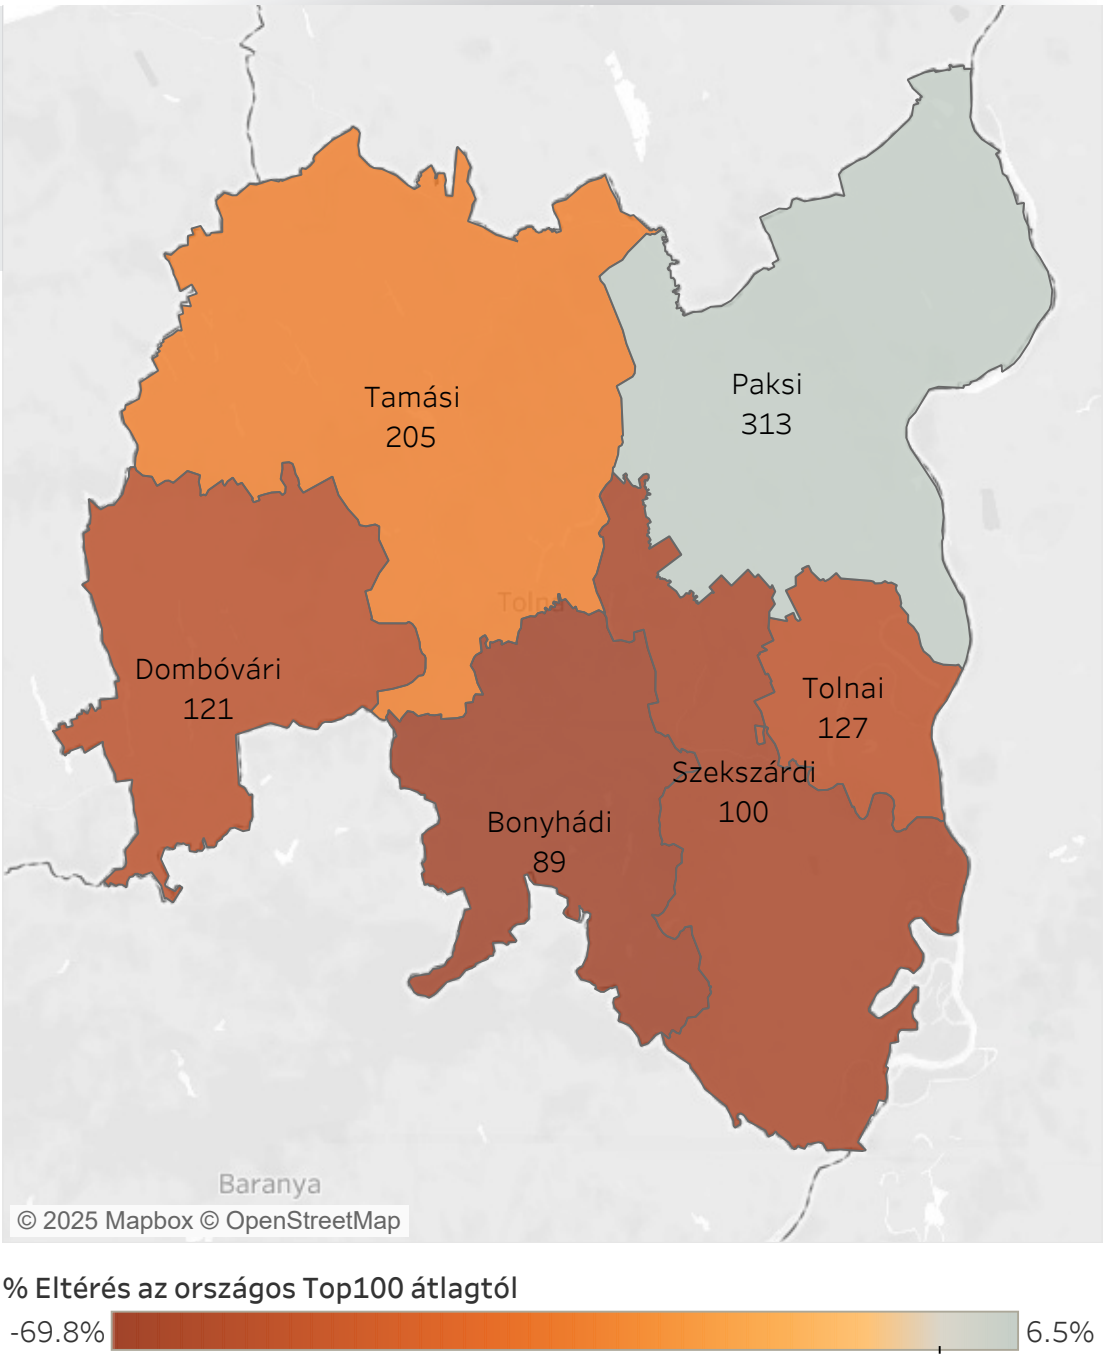 Tamási
205
Paksi
313
Tolna
Dombóvári
121
Tolnai
127
Szekszárdi
100
Bonyhádi
89
Baranya
© 2025 Mapbox © OpenStreetMap
% Eltérés az országos Top100 átlagtól
-69.8%
6.5%